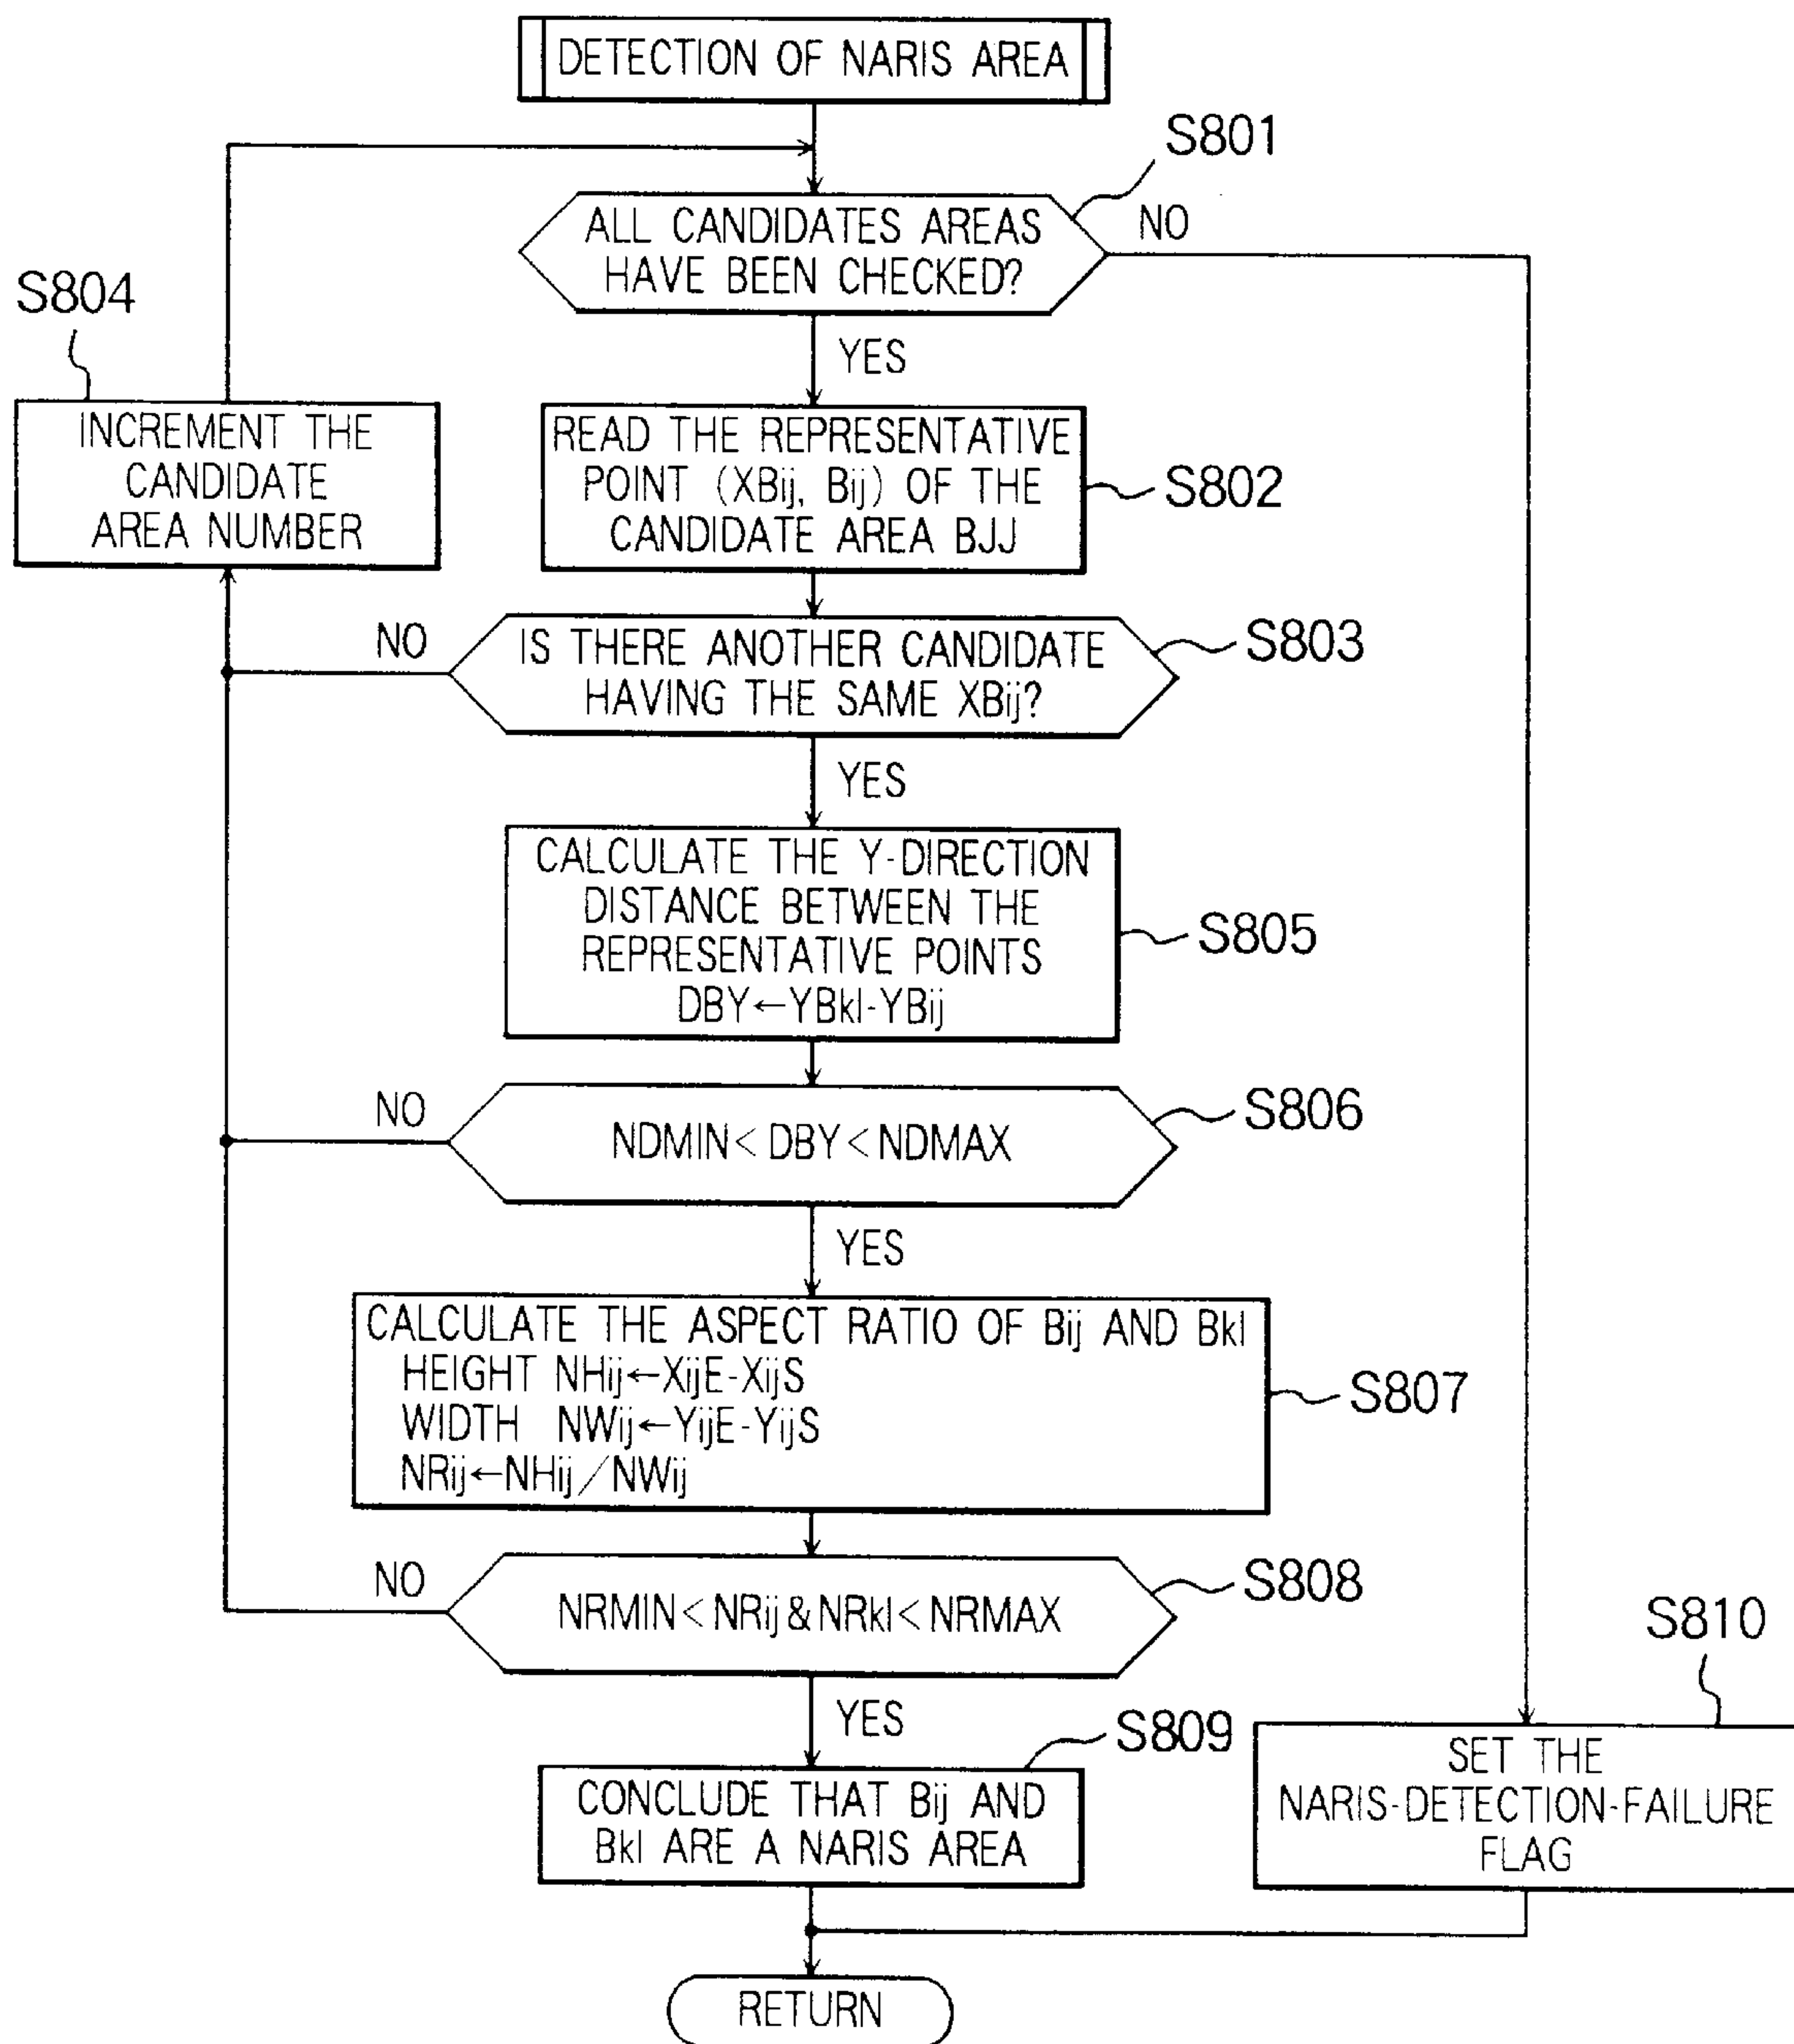 DETECTION OF NARIS AREA
S801
ALL CANDIDATES AREAS
HAVE BEEN CHECKED?
NO
YES
S804
INCREMENT THE
CANDIDATE
AREA NUMBER
READ THE REPRESENTATIVE
POINT (XBij, Bij) OF THE
CANDIDATE AREA BJJ
S802
NO
IS THERE ANOTHER CANDIDATE
HAVING THE SAME XBij?
S803
YES
CALCULATE THE Y-DIRECTION
DISTANCE BETWEEN THE
REPRESENTATIVE POINTS
DBY←YBkl-YBij
S805
NO
NDMIN<DBY<NDMAX
S806
YES
CALCULATE THE ASPECT RATIO OF Bij AND Bkl
HEIGHT NHij←XijE-XijS
WIDTH NWij←YijE-YijS
NRij←NHij/NWij
S807
NO
NRMIN<NRij&NRkl<NRMAX
S808
YES
S809
CONCLUDE THAT Bij AND
Bkl ARE A NARIS AREA
S810
SET THE
NARIS-DETECTION-FAILURE
FLAG
RETURN